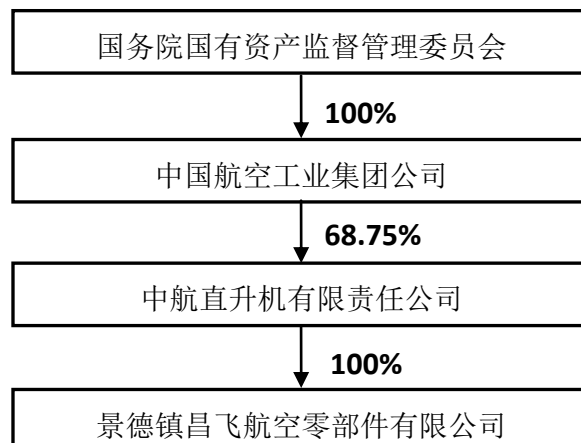 国务院国有资产监督管理委员会
100%
中国航空工业集团公司
68.75%
中航直升机有限责任公司
100%
景德镇昌飞航空零部件有限公司